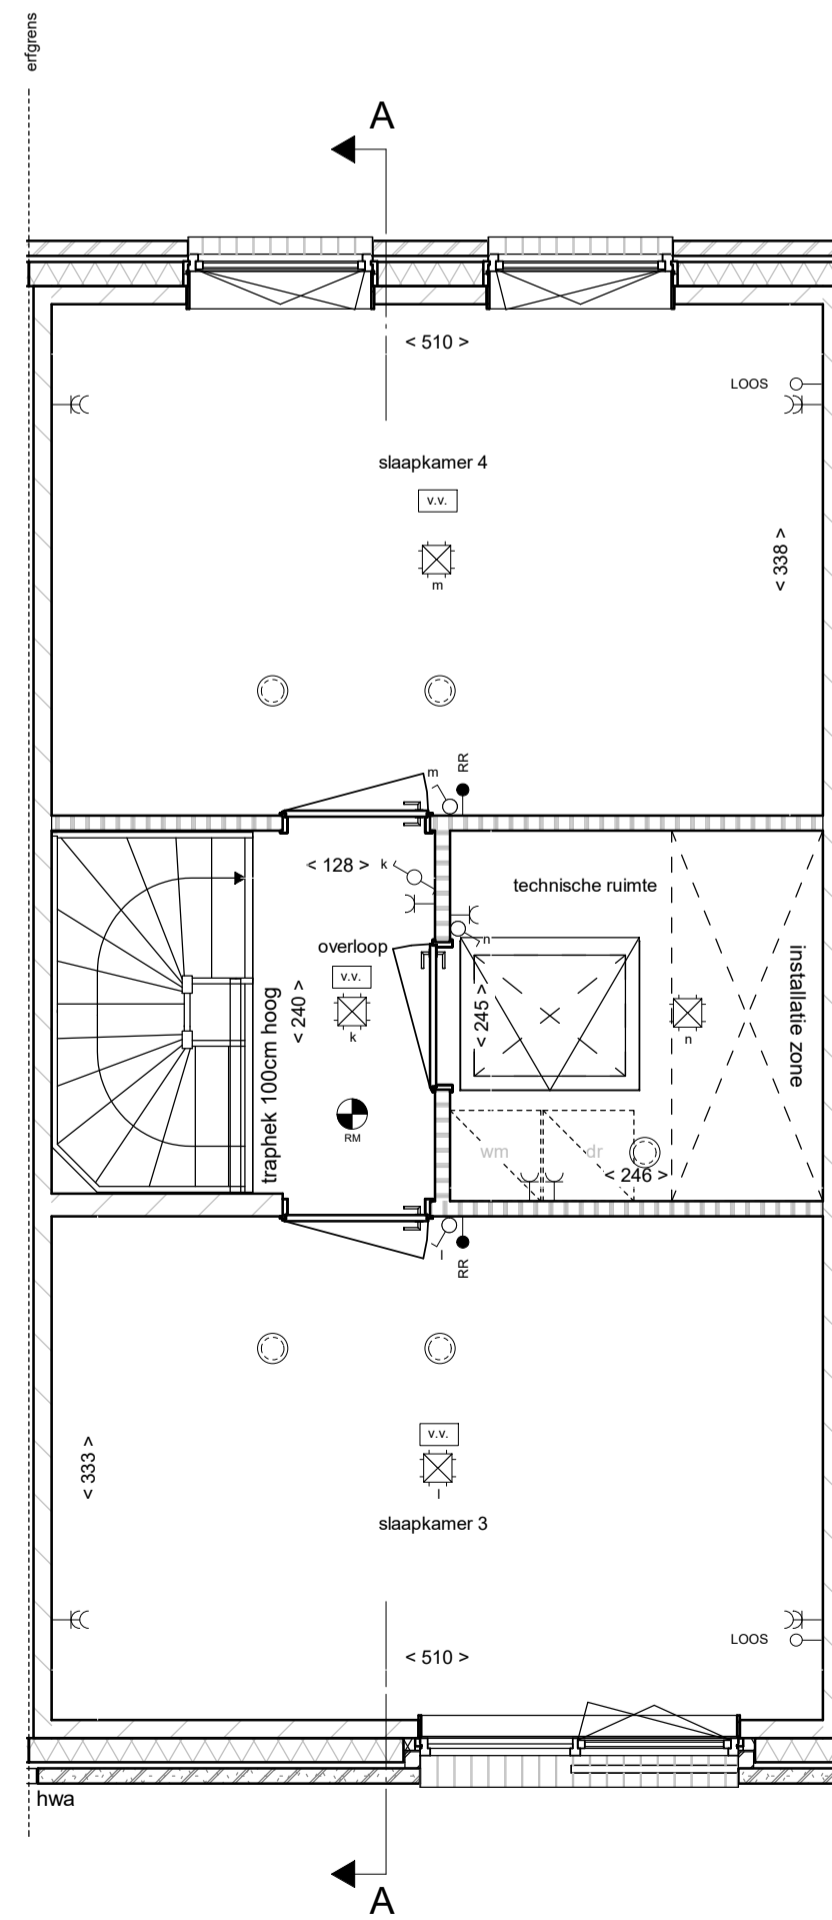 erfgrens
A
< 510 >
LOOS
slaapkamer 4
v.v.
< 338 >
m
m
RR
< 128 >
k
technische ruimte
n
overloop
v.v.
k
< 240 >
traphek 100cm hoog
< 245 >
n
installatie zone
RM
wm
dr
< 246 >
l
RR
v.v.
l
< 333 >
slaapkamer 3
LOOS
< 510 >
hwa
A